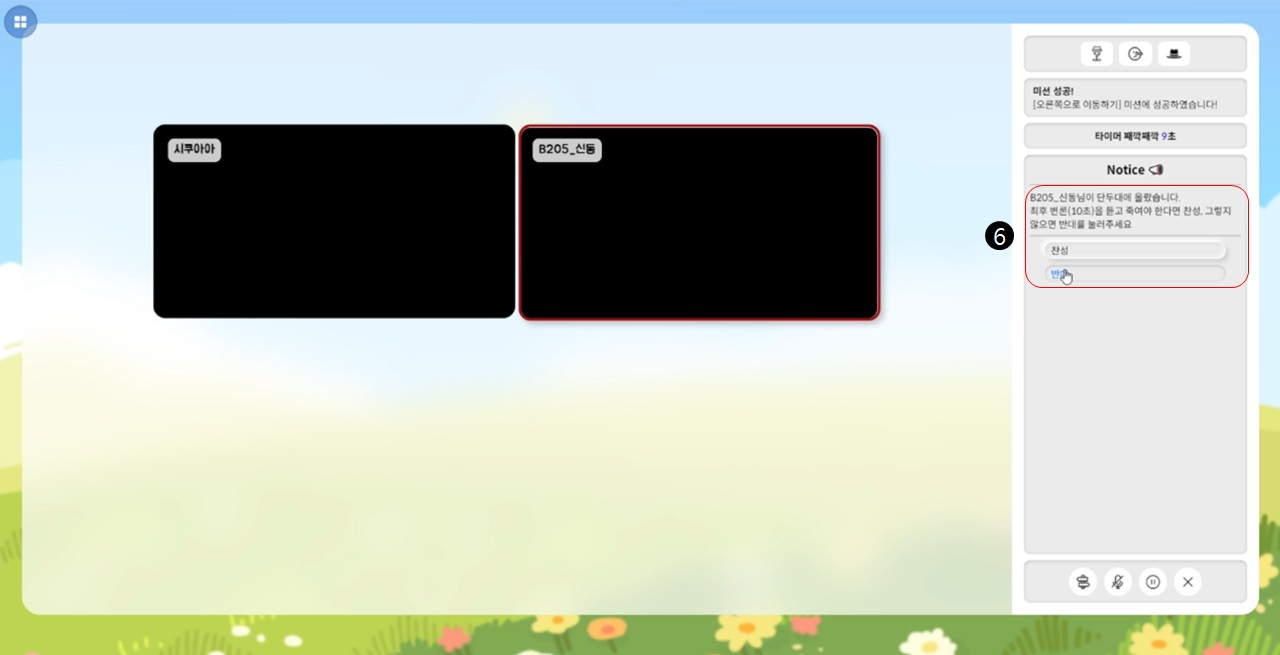 시쿠아아
B205_신동
미션 성공!
[오른쪽으로 이동하기] 미션에 성공하였습니다!
타이머 째깍째깍 9초
Notice
B205_신동님이 단두대에 올랐습니다.
최후 변론(10초)을 듣고 죽여야 한다면 찬성, 그렇지
않으면 반대를 눌러주세요
6
찬성